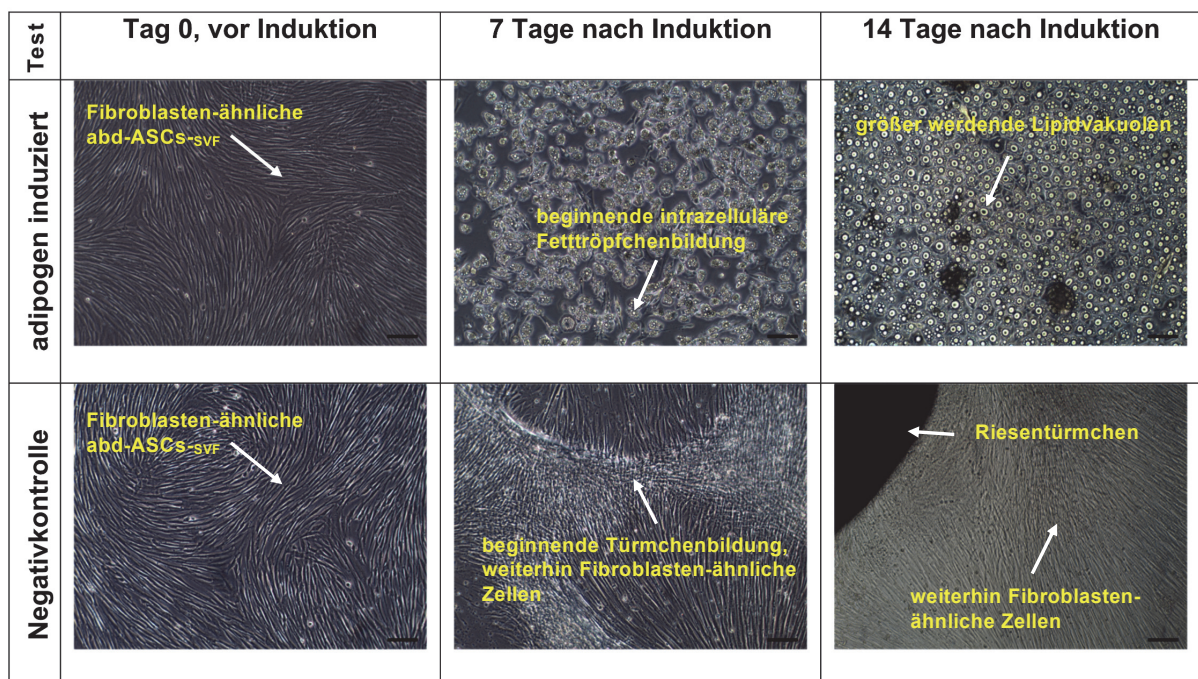 Test
Tag 0, vor Induktion
7 Tage nach Induktion
14 Tage nach Induktion
adipogen induziert
Fibroblasten-ähnliche
abd-ASCs-SVF
beginnende intrazelluläre
Fetttröpfchenbildung
größer werdende Lipidvakuolen
Negativkontrolle
Fibroblasten-ähnliche
abd-ASCs-SVF
beginnende Türmchenbildung,
weiterhin Fibroblasten-ähnliche
Zellen
Riesentürmchen
weiterhin Fibroblasten-
ähnliche Zellen